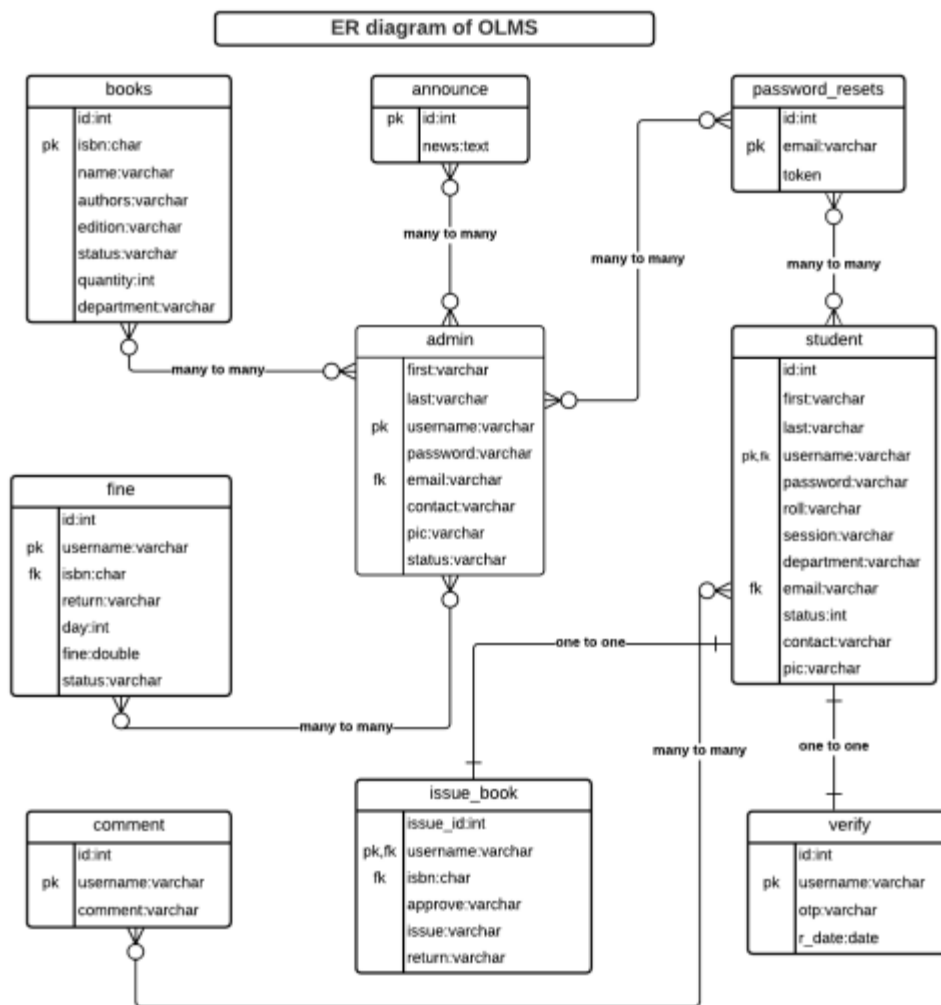 ER diagram of OLMS
books
id:int
pk isbn:char
name:varchar
authors:varchar
edition:varchar
status:varchar
quantity:int
department:varchar
announce
pk id:int
news:text
password_resets
id:int
pk email:varchar
token
many to many
many to many
many to many
many to many
admin
first:varchar
last:varchar
pk username:varchar
password:varchar
fk email:varchar
contact:varchar
pic:varchar
status:varchar
student
id:int
first:varchar
last:varchar
pk,fk username:varchar
password:varchar
roll:varchar
session:varchar
department:varchar
fk email:varchar
status:int
contact:varchar
pic:varchar
fine
id:int
pk username:varchar
fk isbn:char
return:varchar
day:int
fine:double
status:varchar
one to one
many to many
many to many
one to one
comment
id:int
pk username:varchar
comment:varchar
issue_book
issue_id:int
pk,fk username:varchar
fk isbn:char
approve:varchar
issue:varchar
return:varchar
verify
id:int
pk username:varchar
otp:varchar
r_date:date